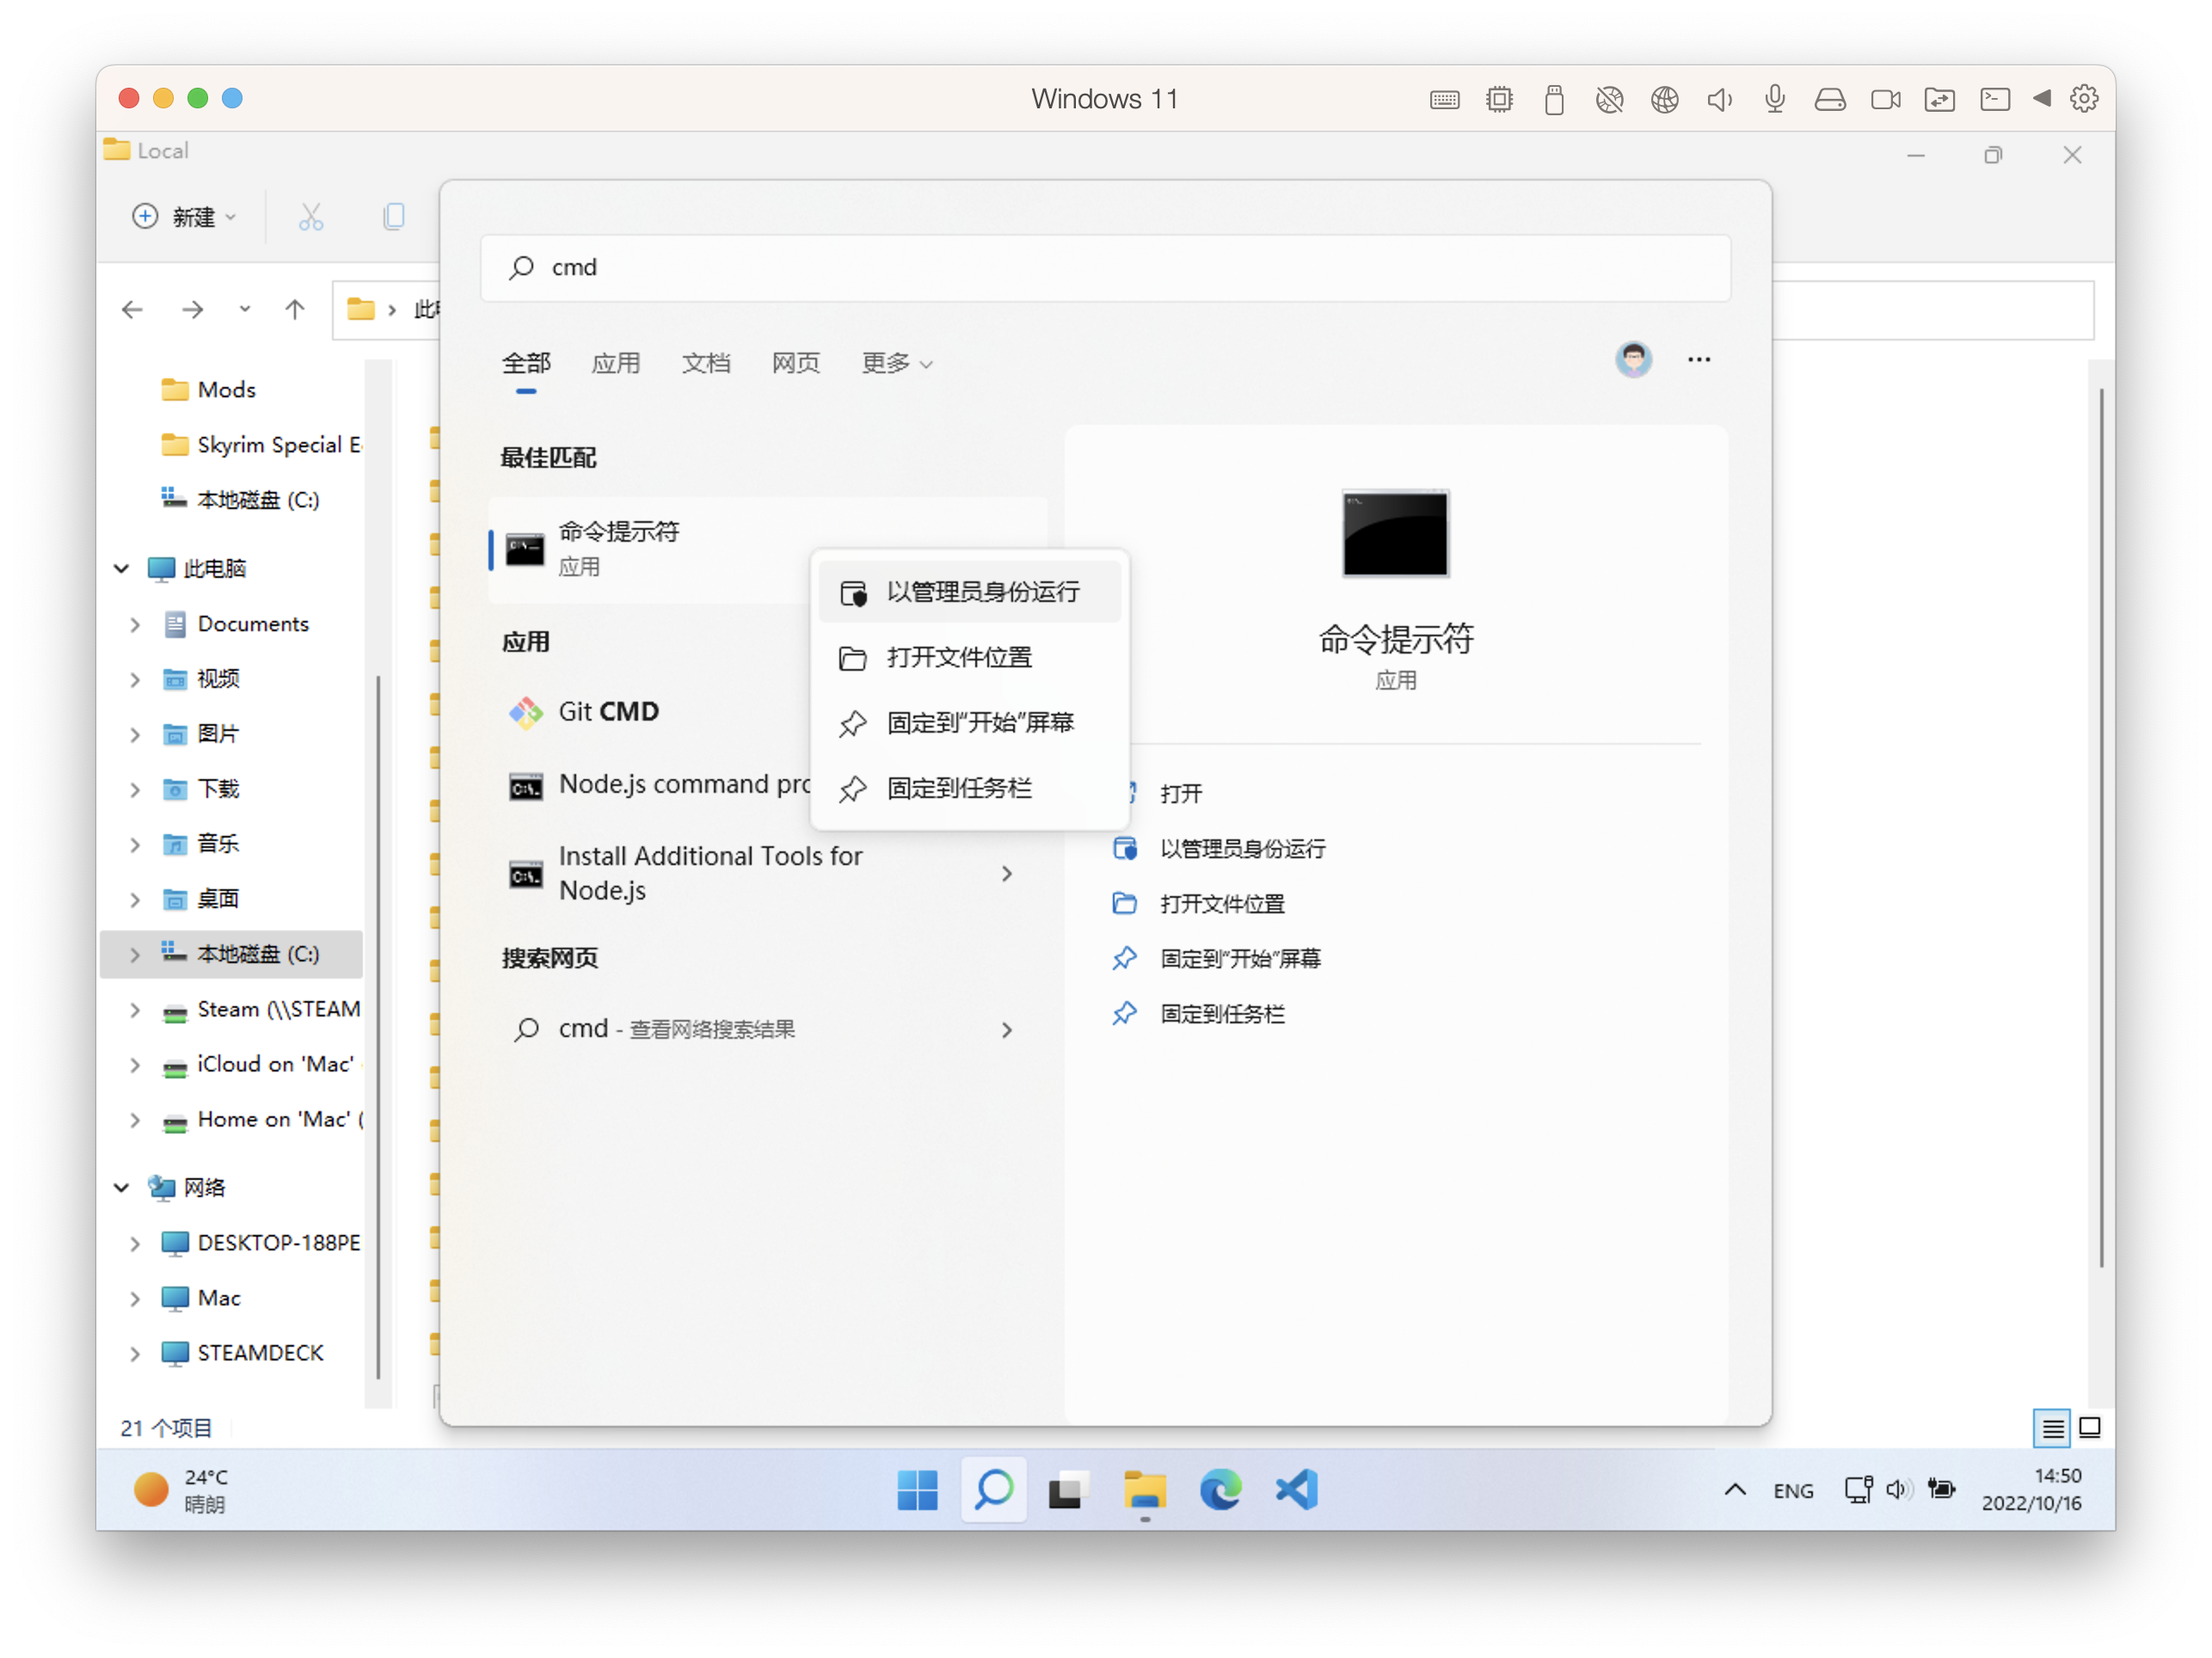 Windows 11
Local
新建
cmd
此
全部 应用 文档 网页 更多
Mods
Skyrim Special E
本地磁盘 (C:)
此电脑
Documents
视频
图片
下载
音乐
桌面
本地磁盘 (C:)
Steam (\\STEAM
iCloud on 'Mac'
Home on 'Mac' (
网络
DESKTOP-188PE
Mac
STEAMDECK
21 个项目
最佳匹配
命令提示符
应用
应用
Git CMD
Node.js command pro
Install Additional Tools for
Node.js
搜索网页
cmd - 查看网络搜索结果
以管理员身份运行
打开文件位置
固定到“开始”屏幕
固定到任务栏
命令提示符
应用
打开
以管理员身份运行
打开文件位置
固定到“开始”屏幕
固定到任务栏
24°C
晴朗
ENG
14:50
2022/10/16